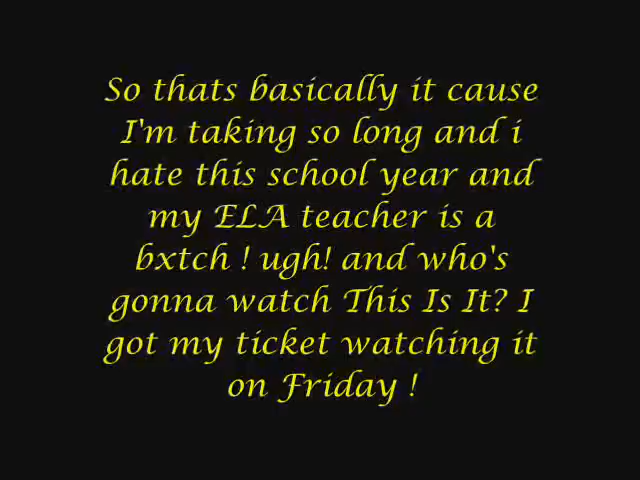 So thats basically it cause
I'm taking so long and i
hate this school year and
my ELA teacher is a
bxtch ! ugh! and who's
gonna watch This Is It? I
got my ticket watching it
on Friday !